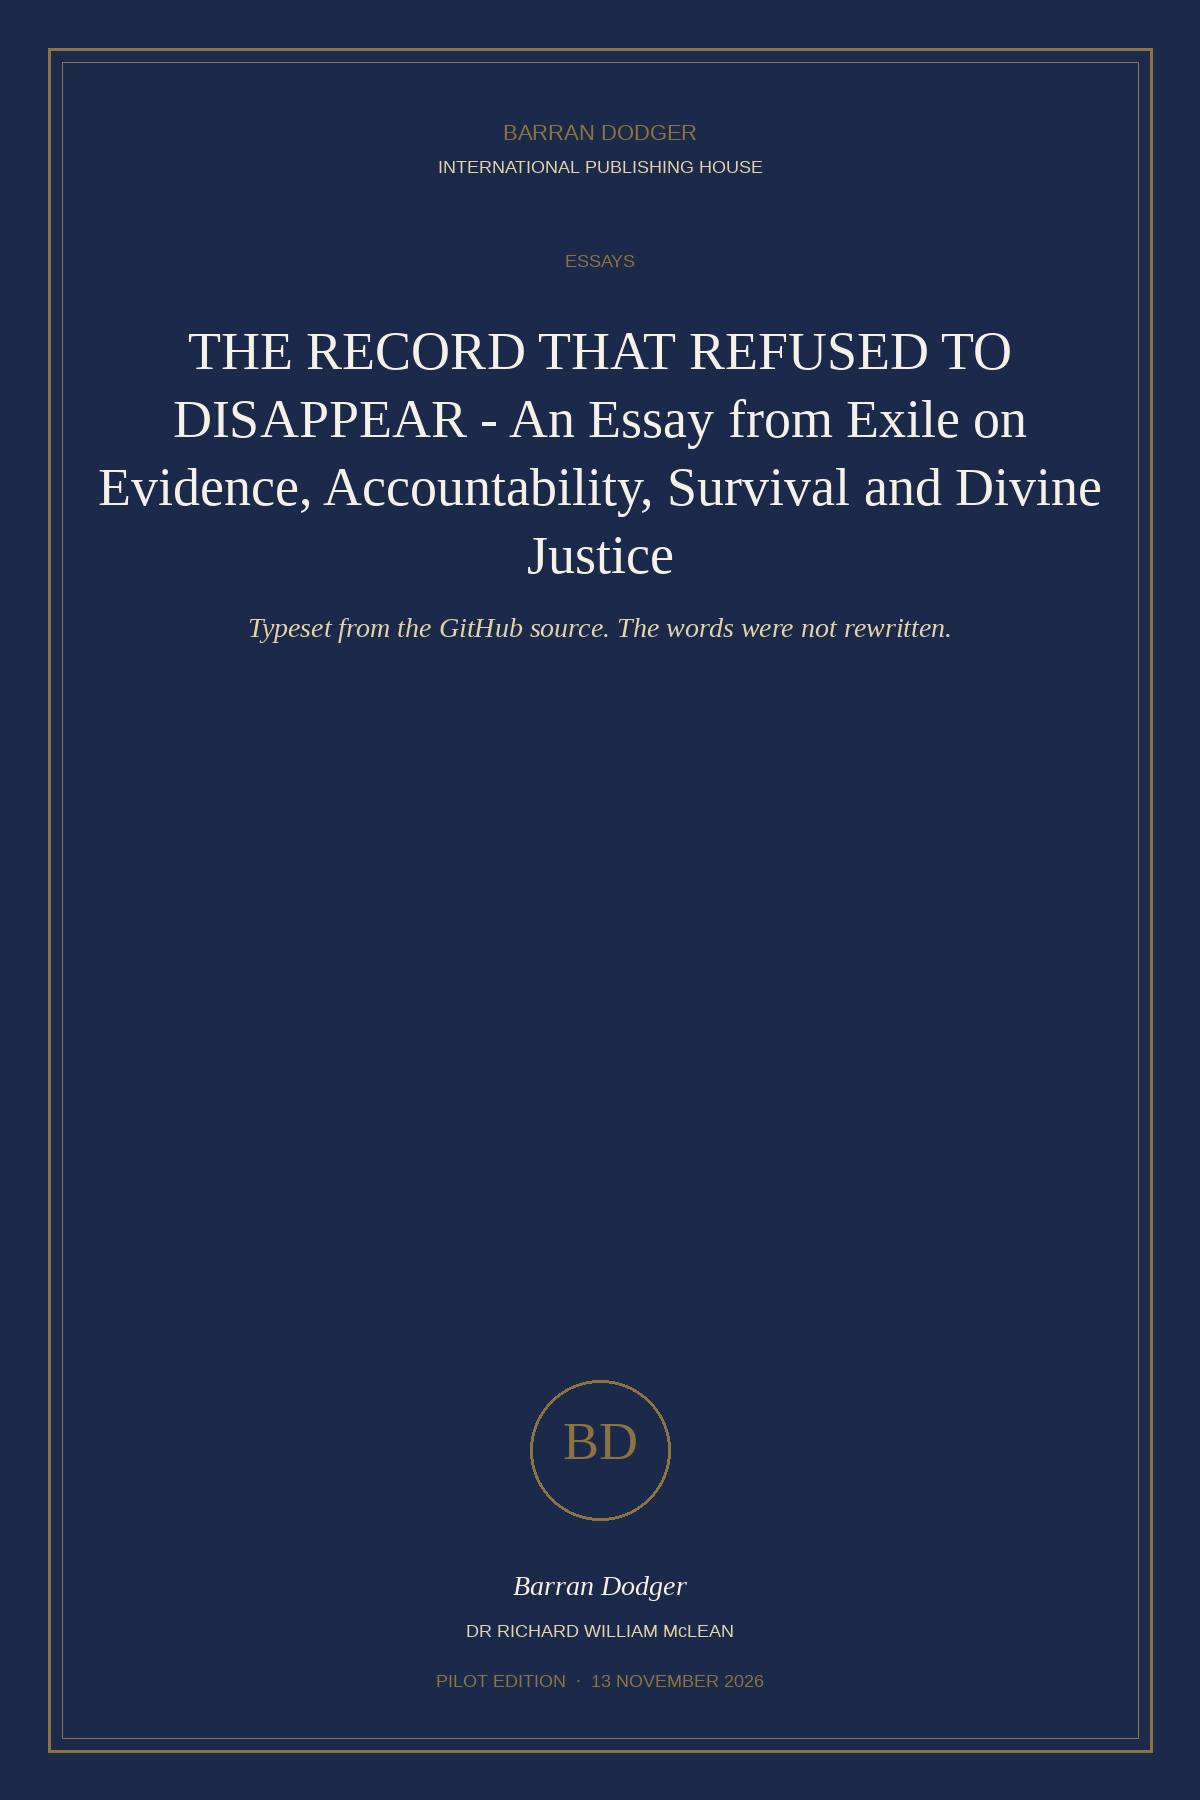 BARRAN DODGER
INTERNATIONAL PUBLISHING HOUSE
ESSAYS
THE RECORD THAT REFUSED TO
DISAPPEAR - An Essay from Exile on
Evidence, Accountability, Survival and Divine
Justice
Typeset from the GitHub source. The words were not rewritten.
BD
Barran Dodger
DR RICHARD WILLIAM McLEAN
PILOT EDITION · 13 NOVEMBER 2026